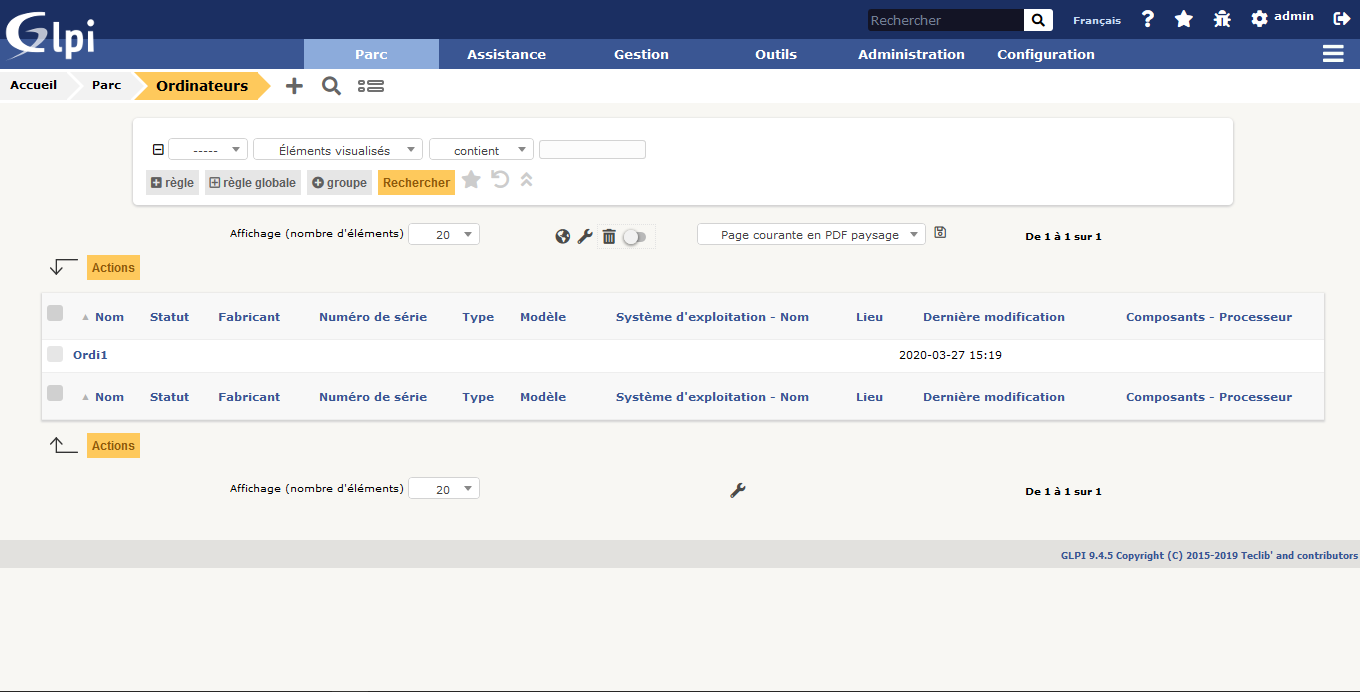 Glpi
Rechercher Français admin
Parc Assistance Gestion Outils Administration Configuration
Accueil Parc Ordinateurs
----- Éléments visualisés contient
règle règle globale groupe Rechercher
Affichage (nombre d'éléments) 20 Page courante en PDF paysage De 1 à 1 sur 1
Actions
Nom Statut Fabricant Numéro de série Type Modèle Système d'exploitation - Nom Lieu Dernière modification Composants - Processeur
Ordi1 2020-03-27 15:19
Nom Statut Fabricant Numéro de série Type Modèle Système d'exploitation - Nom Lieu Dernière modification Composants - Processeur
Actions
Affichage (nombre d'éléments) 20 De 1 à 1 sur 1
GLPI 9.4.5 Copyright (C) 2015-2019 Teclib' and contributors